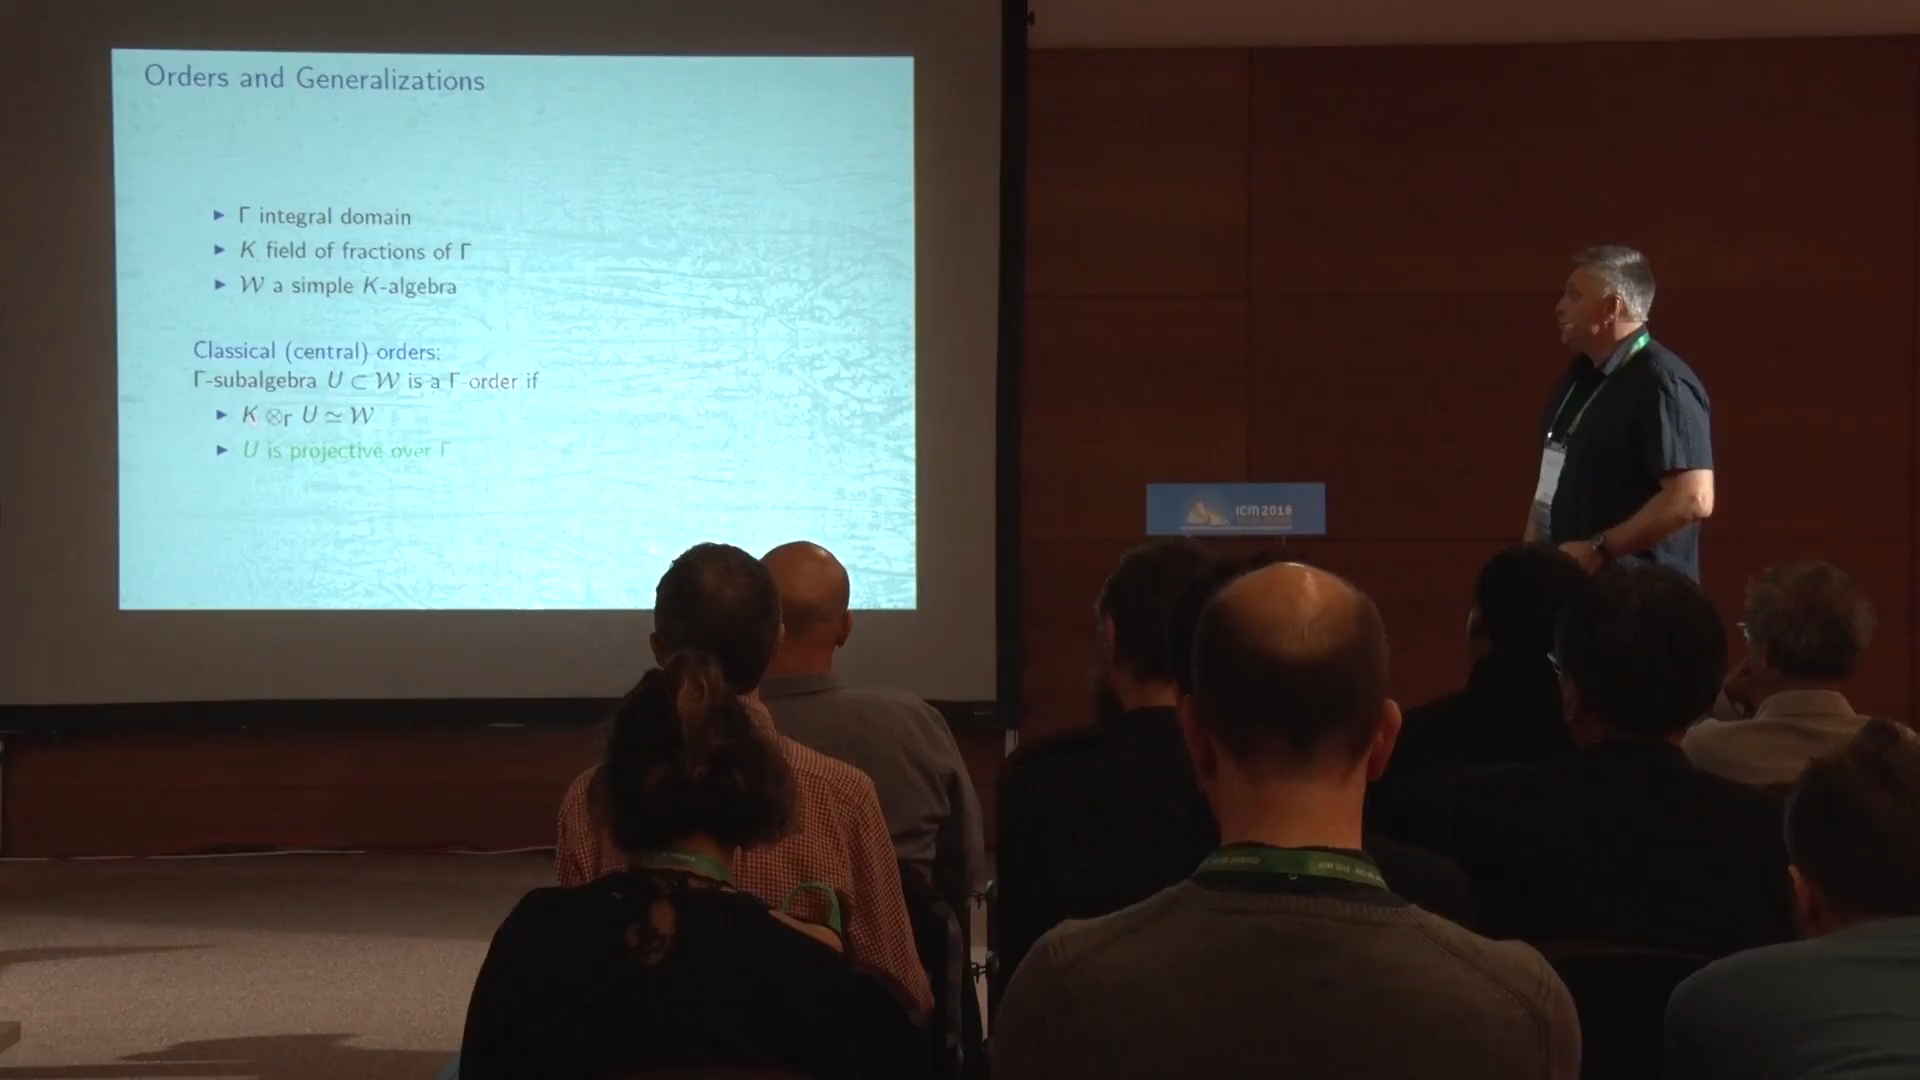 Orders and Generalizations
▶ Γ integral domain
▶ K field of fractions of Γ
▶ 𝒲 a simple K-algebra
Classical (central) orders:
Γ-subalgebra U ⊂ 𝒲 is a Γ-order if
▶ K ⊗Γ U ≃ 𝒲
▶ U is projective over Γ
ICM 2018